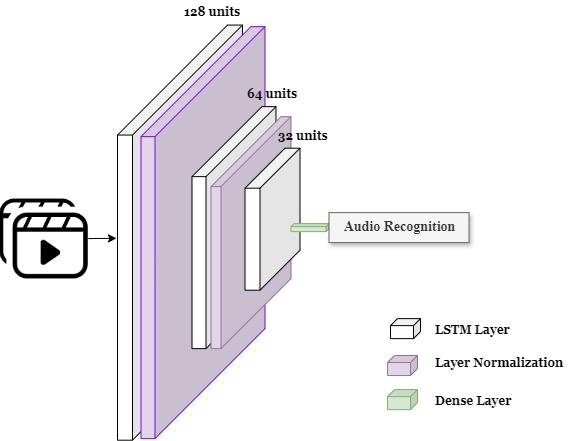 128 units
64 units
32 units
Audio Recognition
LSTM Layer
Layer Normalization
Dense Layer